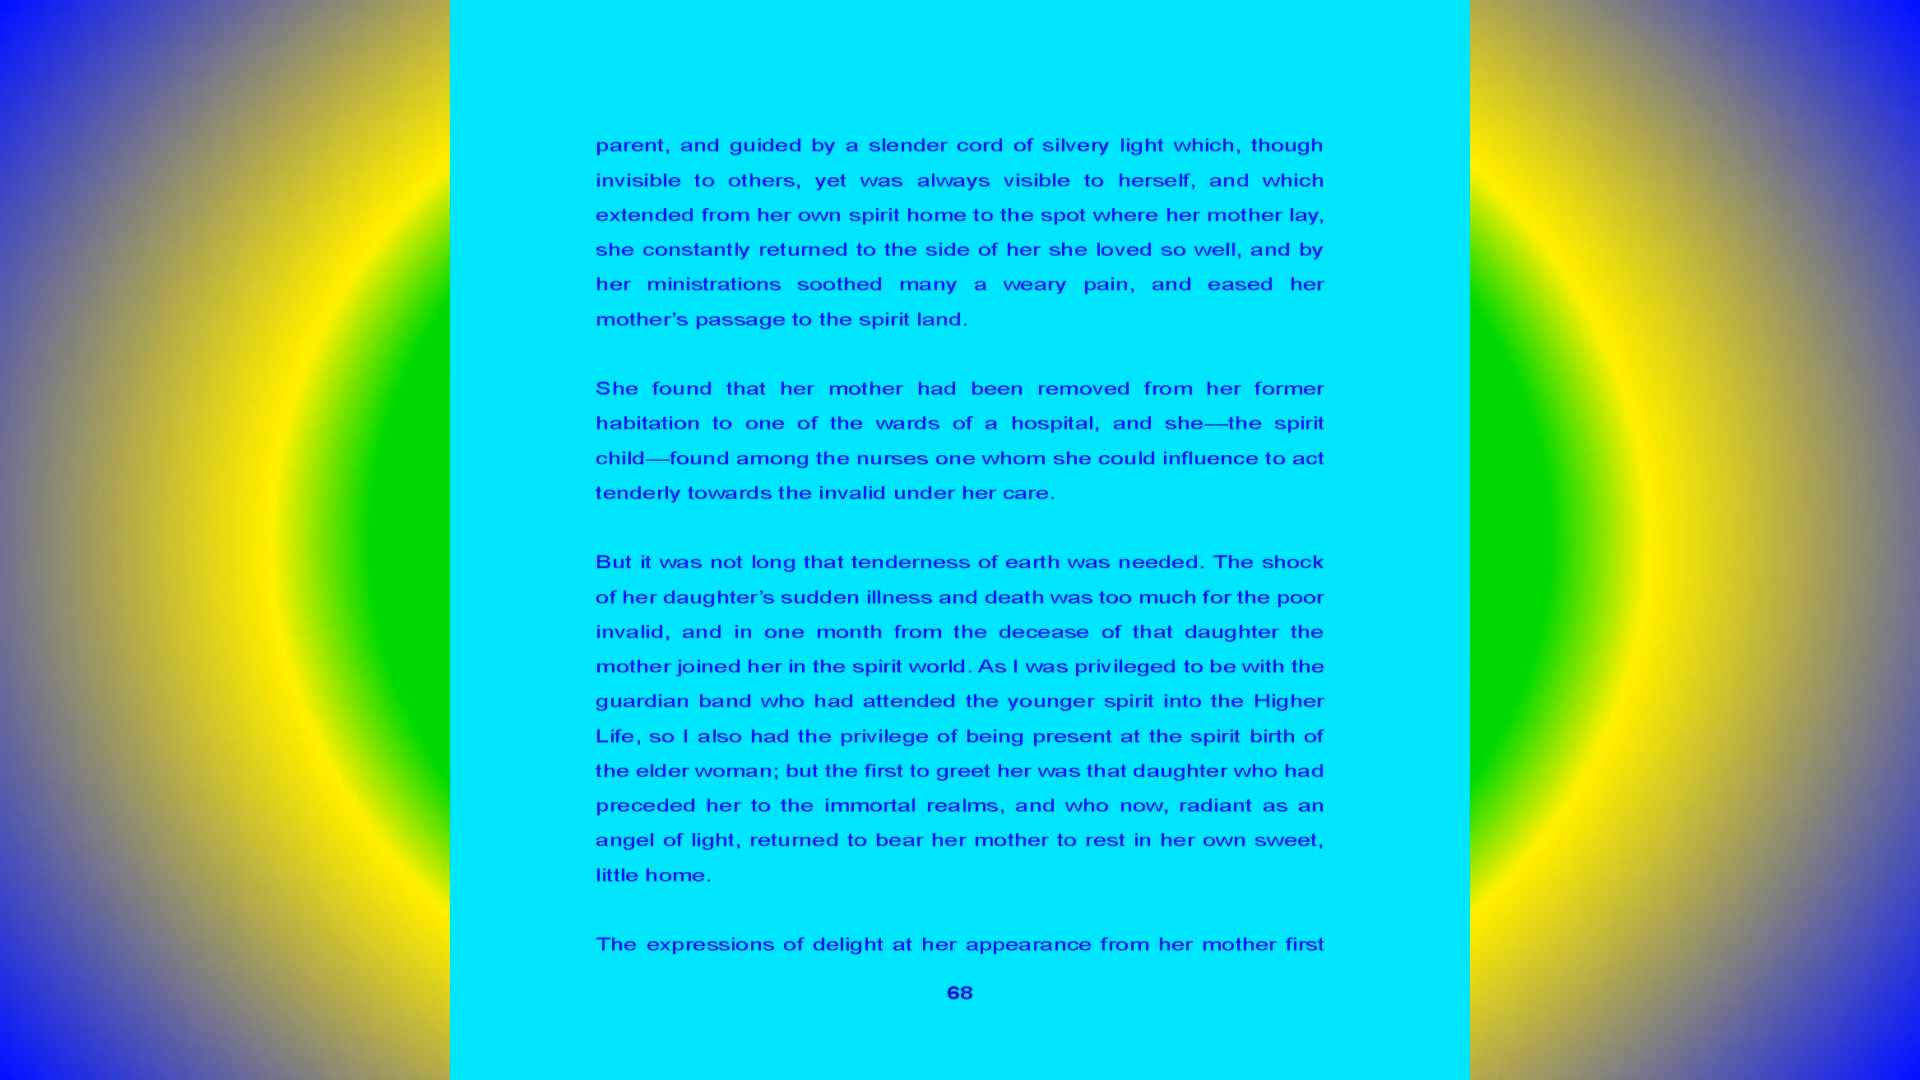 parent, and guided by a slender cord of silvery light which, though
invisible to others, yet was always visible to herself, and which
extended from her own spirit home to the spot where her mother lay,
she constantly returned to the side of her she loved so well, and by
her ministrations soothed many a weary pain, and eased her
mother’s passage to the spirit land.
She found that her mother had been removed from her former
habitation to one of the wards of a hospital, and she—the spirit
child—found among the nurses one whom she could influence to act
tenderly towards the invalid under her care.
But it was not long that tenderness of earth was needed. The shock
of her daughter’s sudden illness and death was too much for the poor
invalid, and in one month from the decease of that daughter the
mother joined her in the spirit world. As I was privileged to be with the
guardian band who had attended the younger spirit into the Higher
Life, so I also had the privilege of being present at the spirit birth of
the elder woman; but the first to greet her was that daughter who had
preceded her to the immortal realms, and who now, radiant as an
angel of light, returned to bear her mother to rest in her own sweet,
little home.
The expressions of delight at her appearance from her mother first
68